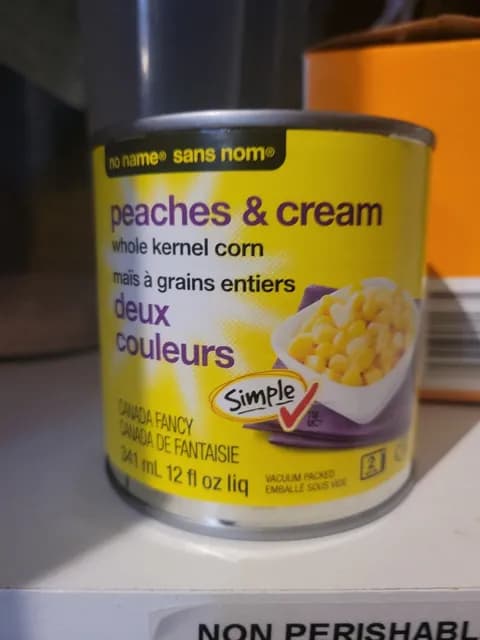 no name® sans nom®
peaches & cream
whole kernel corn
maïs à grains entiers
deux
couleurs
Simple
CANADA FANCY
CANADA DE FANTAISIE
341 mL 12 fl oz liq
VACUUM PACKED
EMBALLÉ SOUS VIDE
NON PERISHABL